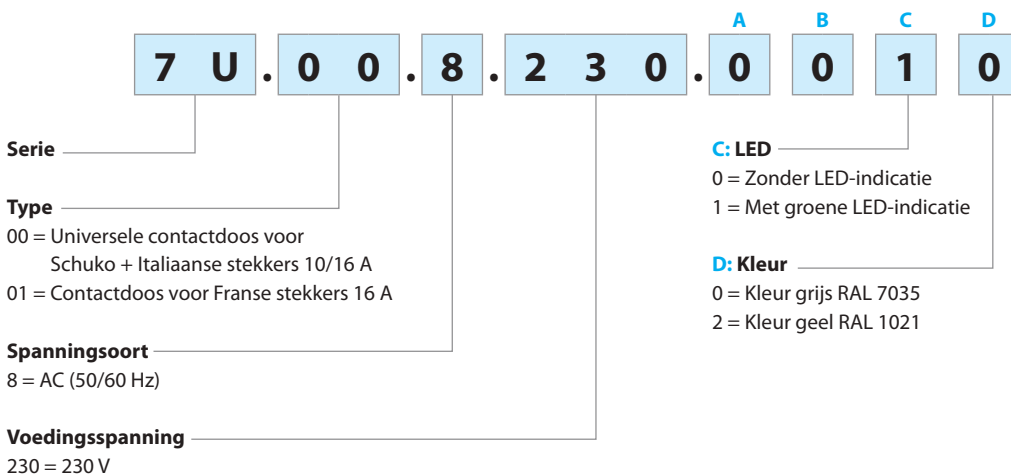 A B C D
7 U . 0 0 . 8 . 2 3 0 . 0 0 1 0
Serie
Type
00 = Universele contactdoos voor
Schuko + Italiaanse stekkers 10/16 A
01 = Contactdoos voor Franse stekkers 16 A
Spanningsoort
8 = AC (50/60 Hz)
Voedingsspanning
230 = 230 V
C: LED
0 = Zonder LED-indicatie
1 = Met groene LED-indicatie
D: Kleur
0 = Kleur grijs RAL 7035
2 = Kleur geel RAL 1021